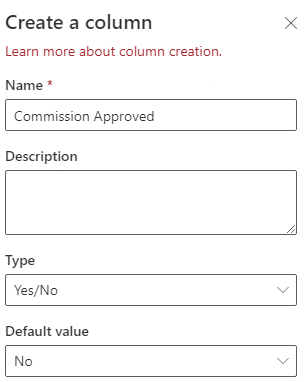 Create a column
Learn more about column creation.
Name *
Commission Approved
Description
Type
Yes/No
Default value
No